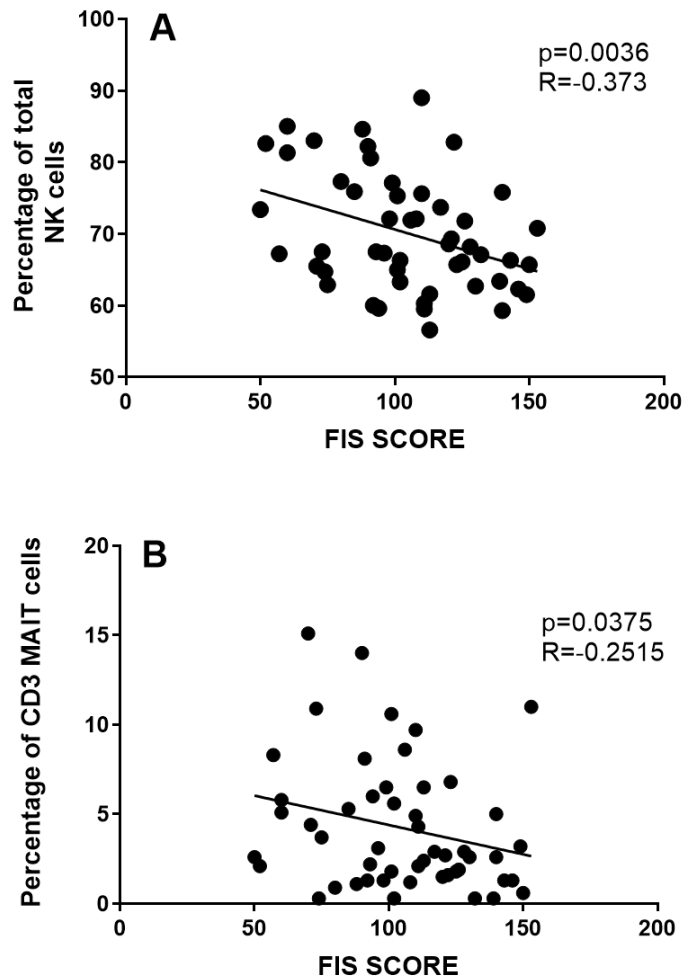 A
p=0.0036
R=-0.373
Percentage of total
NK cells
100
90
80
70
60
50
0
50
100
150
200
FIS SCORE
B
p=0.0375
R=-0.2515
Percentage of CD3 MAIT cells
20
15
10
5
0
0
50
100
150
200
FIS SCORE